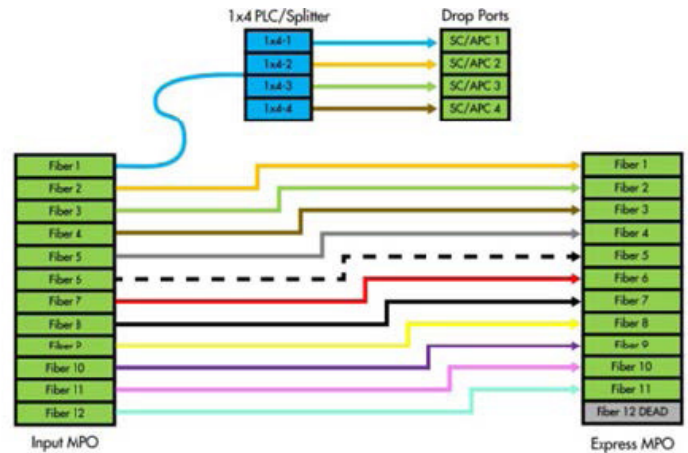 1x4 PLC/Splitter
Drop Ports
1x4-1
SC/APC 1
1x4-2
SC/APC 2
1x4-3
SC/APC 3
1x4-4
SC/APC 4
Fiber 1
Fiber 1
Fiber 2
Fiber 2
Fiber 3
Fiber 3
Fiber 4
Fiber 4
Fiber 5
Fiber 5
Fiber 6
Fiber 6
Fiber 7
Fiber 7
Fiber 8
Fiber 8
Fiber 9
Fiber 9
Fiber 10
Fiber 10
Fiber 11
Fiber 11
Fiber 12
Fiber 12 DEAD
Input MPO
Express MPO